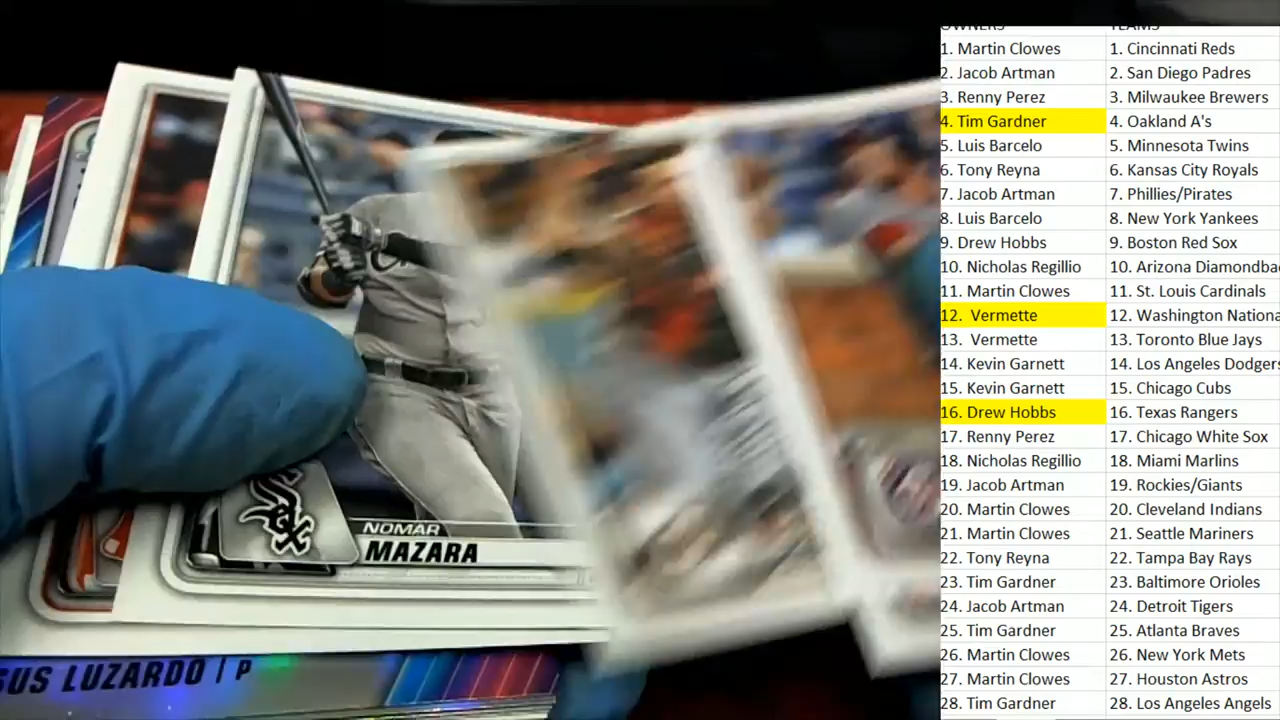 OWNERS TEAMS
1. Martin Clowes 1. Cincinnati Reds
2. Jacob Artman 2. San Diego Padres
3. Renny Perez 3. Milwaukee Brewers
4. Tim Gardner 4. Oakland A's
5. Luis Barcelo 5. Minnesota Twins
6. Tony Reyna 6. Kansas City Royals
7. Jacob Artman 7. Phillies/Pirates
8. Luis Barcelo 8. New York Yankees
9. Drew Hobbs 9. Boston Red Sox
10. Nicholas Regillio 10. Arizona Diamondba
11. Martin Clowes 11. St. Louis Cardinals
12. Vermette 12. Washington Nationa
13. Vermette 13. Toronto Blue Jays
14. Kevin Garnett 14. Los Angeles Dodgers
15. Kevin Garnett 15. Chicago Cubs
16. Drew Hobbs 16. Texas Rangers
17. Renny Perez 17. Chicago White Sox
18. Nicholas Regillio 18. Miami Marlins
19. Jacob Artman 19. Rockies/Giants
20. Martin Clowes 20. Cleveland Indians
21. Martin Clowes 21. Seattle Mariners
22. Tony Reyna 22. Tampa Bay Rays
23. Tim Gardner 23. Baltimore Orioles
24. Jacob Artman 24. Detroit Tigers
25. Tim Gardner 25. Atlanta Braves
26. Martin Clowes 26. New York Mets
27. Martin Clowes 27. Houston Astros
28. Tim Gardner 28. Los Angeles Angels
Sox
NOMAR
MAZARA
SUS LUZARDO | P